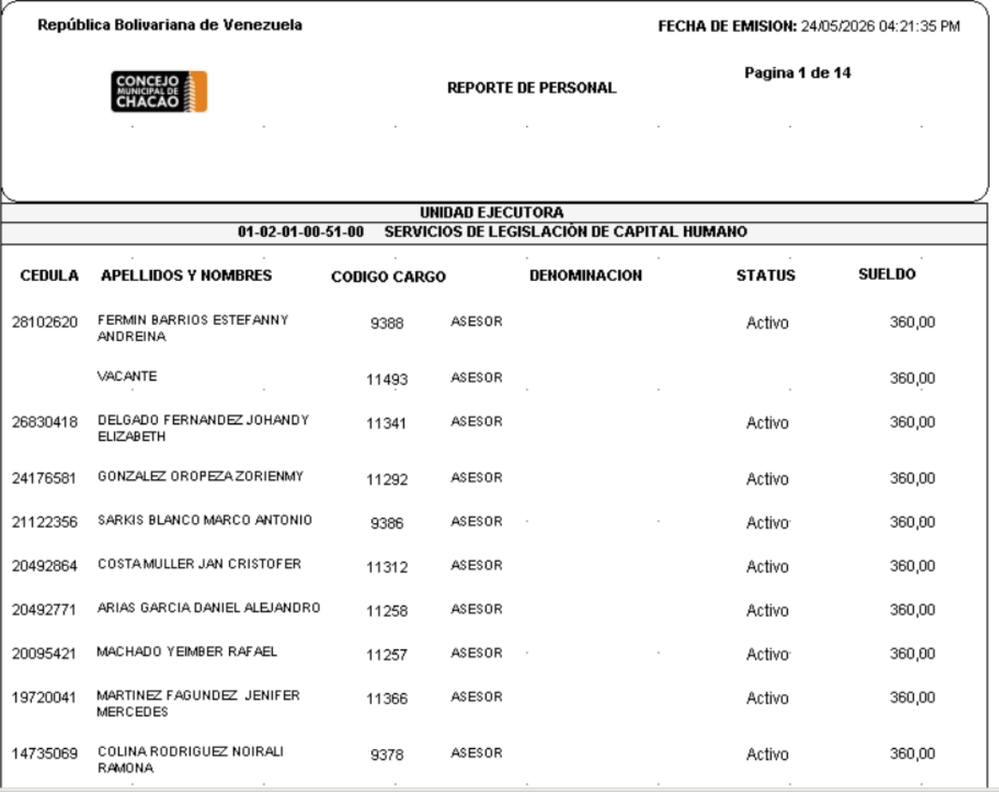 República Bolivariana de Venezuela
FECHA DE EMISION: 24/05/2026 04:21:35 PM
CONCEJO
MUNICIPAL DE
CHACAO
REPORTE DE PERSONAL
Pagina 1 de 14
UNIDAD EJECUTORA
01-02-01-00-51-00 SERVICIOS DE LEGISLACIÓN DE CAPITAL HUMANO
CEDULA APELLIDOS Y NOMBRES CODIGO CARGO DENOMINACION STATUS SUELDO
28102620 FERMIN BARRIOS ESTEFANNY 9388 ASESOR Activo 360,00
ANDREINA
VACANTE 11493 ASESOR 360,00
26830418 DELGADO FERNANDEZ JOHANDY 11341 ASESOR Activo 360,00
ELIZABETH
24176581 GONZALEZ OROPEZA ZORIENMY 11292 ASESOR Activo 360,00
21122356 SARKIS BLANCO MARCO ANTONIO 9386 ASESOR Activo 360,00
20492864 COSTA MULLER JAN CRISTOFER 11312 ASESOR Activo 360,00
20492771 ARIAS GARCIA DANIEL ALEJANDRO 11258 ASESOR Activo 360,00
20095421 MACHADO YEIMBER RAFAEL 11257 ASESOR Activo 360,00
19720041 MARTINEZ FAGUNDEZ JENIFER 11366 ASESOR Activo 360,00
MERCEDES
14735069 COLINA RODRIGUEZ NOIRALI 9378 ASESOR Activo 360,00
RAMONA